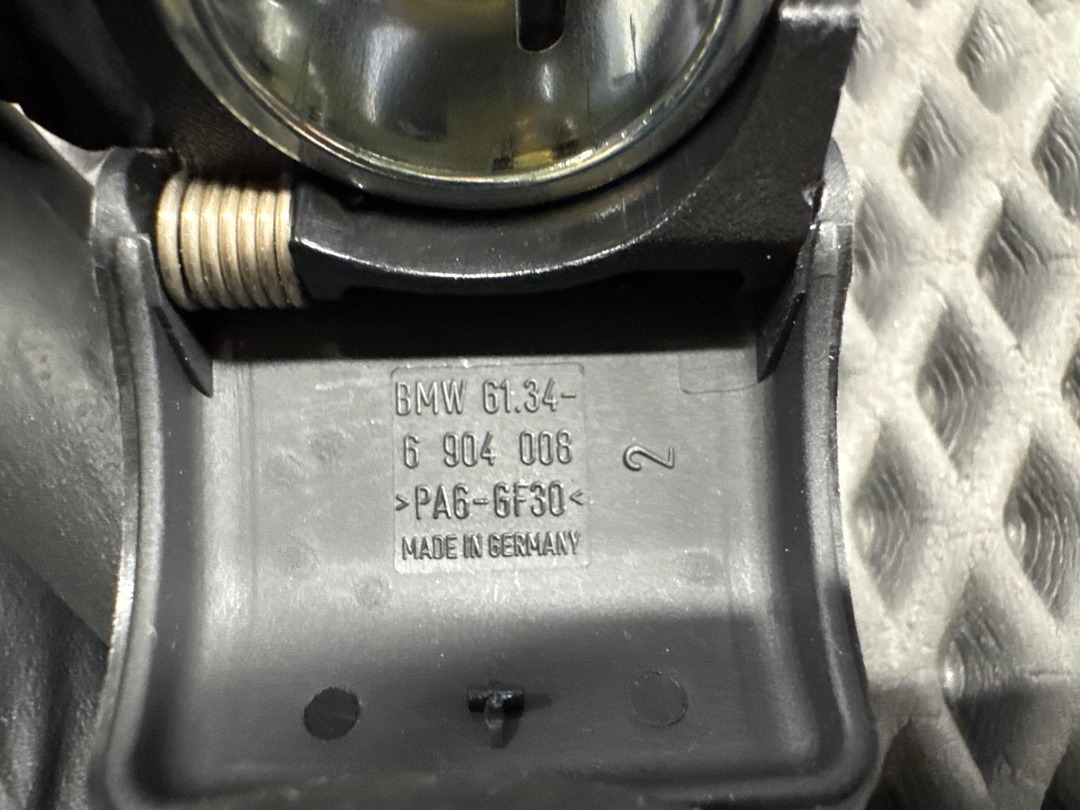 BMW 61.34-
6 904 008
>PA6-GF30<
MADE IN GERMANY
2